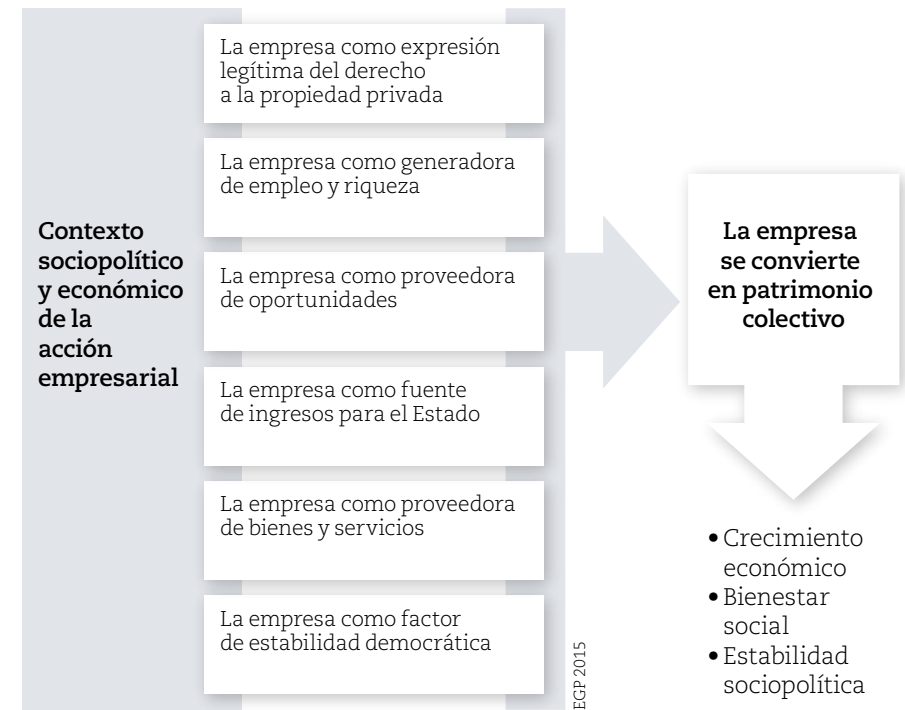 Contexto
sociopolítico
y económico
de la
acción
empresarial
La empresa como expresión
legítima del derecho
a la propiedad privada
La empresa como generadora
de empleo y riqueza
La empresa como proveedora
de oportunidades
La empresa como fuente
de ingresos para el Estado
La empresa como proveedora
de bienes y servicios
La empresa como factor
de estabilidad democrática
EGP 2015
La empresa
se convierte
en patrimonio
colectivo
• Crecimiento
económico
• Bienestar
social
• Estabilidad
sociopolítica